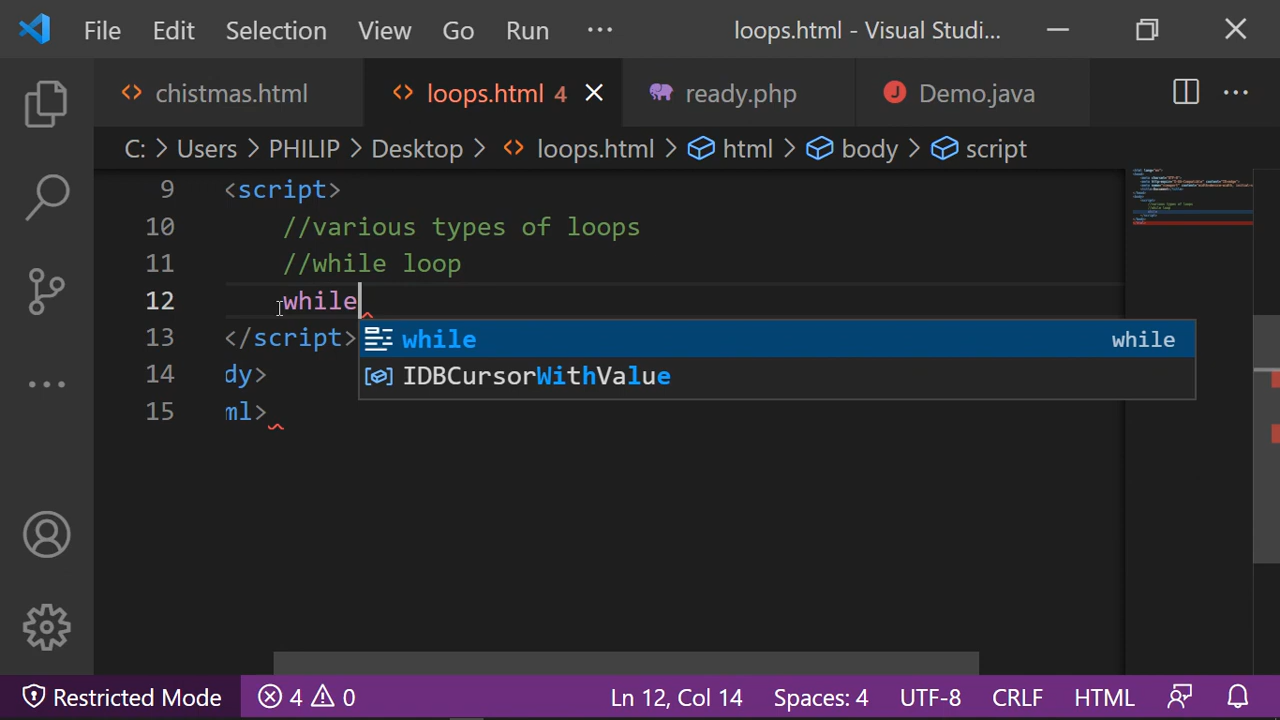 File Edit Selection View Go Run ··· loops.html - Visual Studi...
chistmas.html loops.html 4 ready.php J Demo.java ···
C: > Users > PHILIP > Desktop > loops.html > html > body > script
9 <script>
10 //various types of loops
11 //while loop
12 while
while while
13 </script>
14 dy>
IDBCursorWithValue
15 ml>
Restricted Mode 4 0 Ln 12, Col 14 Spaces: 4 UTF-8 CRLF HTML